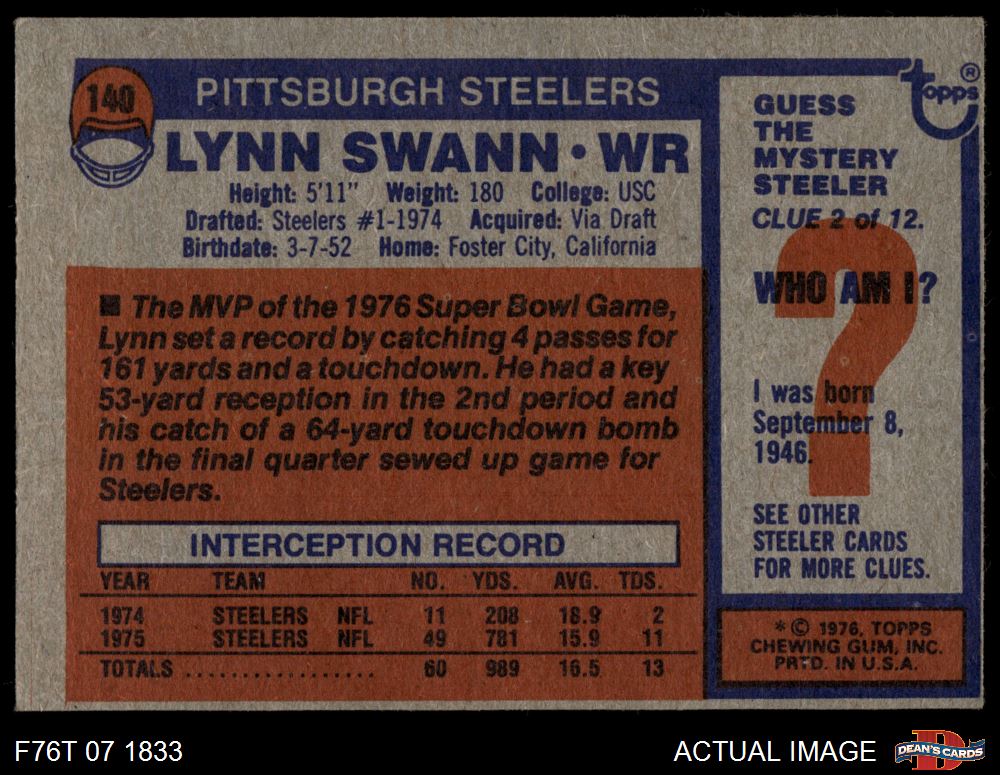 140
PITTSBURGH STEELERS
LYNN SWANN • WR
Height: 5'11" Weight: 180 College: USC
Drafted: Steelers #1-1974 Acquired: Via Draft
Birthdate: 3-7-52 Home: Foster City, California
■ The MVP of the 1976 Super Bowl Game,
Lynn set a record by catching 4 passes for
161 yards and a touchdown. He had a key
53-yard reception in the 2nd period and
his catch of a 64-yard touchdown bomb
in the final quarter sewed up game for
Steelers.
INTERCEPTION RECORD
YEAR TEAM NO. YDS. AVG. TDS.
1974 STEELERS NFL 11 208 18.9 2
1975 STEELERS NFL 49 781 15.9 11
TOTALS .................. 60 989 16.5 13
topps ®
GUESS
THE
MYSTERY
STEELER
CLUE 2 of 12.
?
WHO AM I?
I was born
September 8,
1946.
SEE OTHER
STEELER CARDS
FOR MORE CLUES.
* © 1976, TOPPS
CHEWING GUM, INC.
PRTD. IN U.S.A.
F76T 07 1833
ACTUAL IMAGE
DEAN'S CARDS